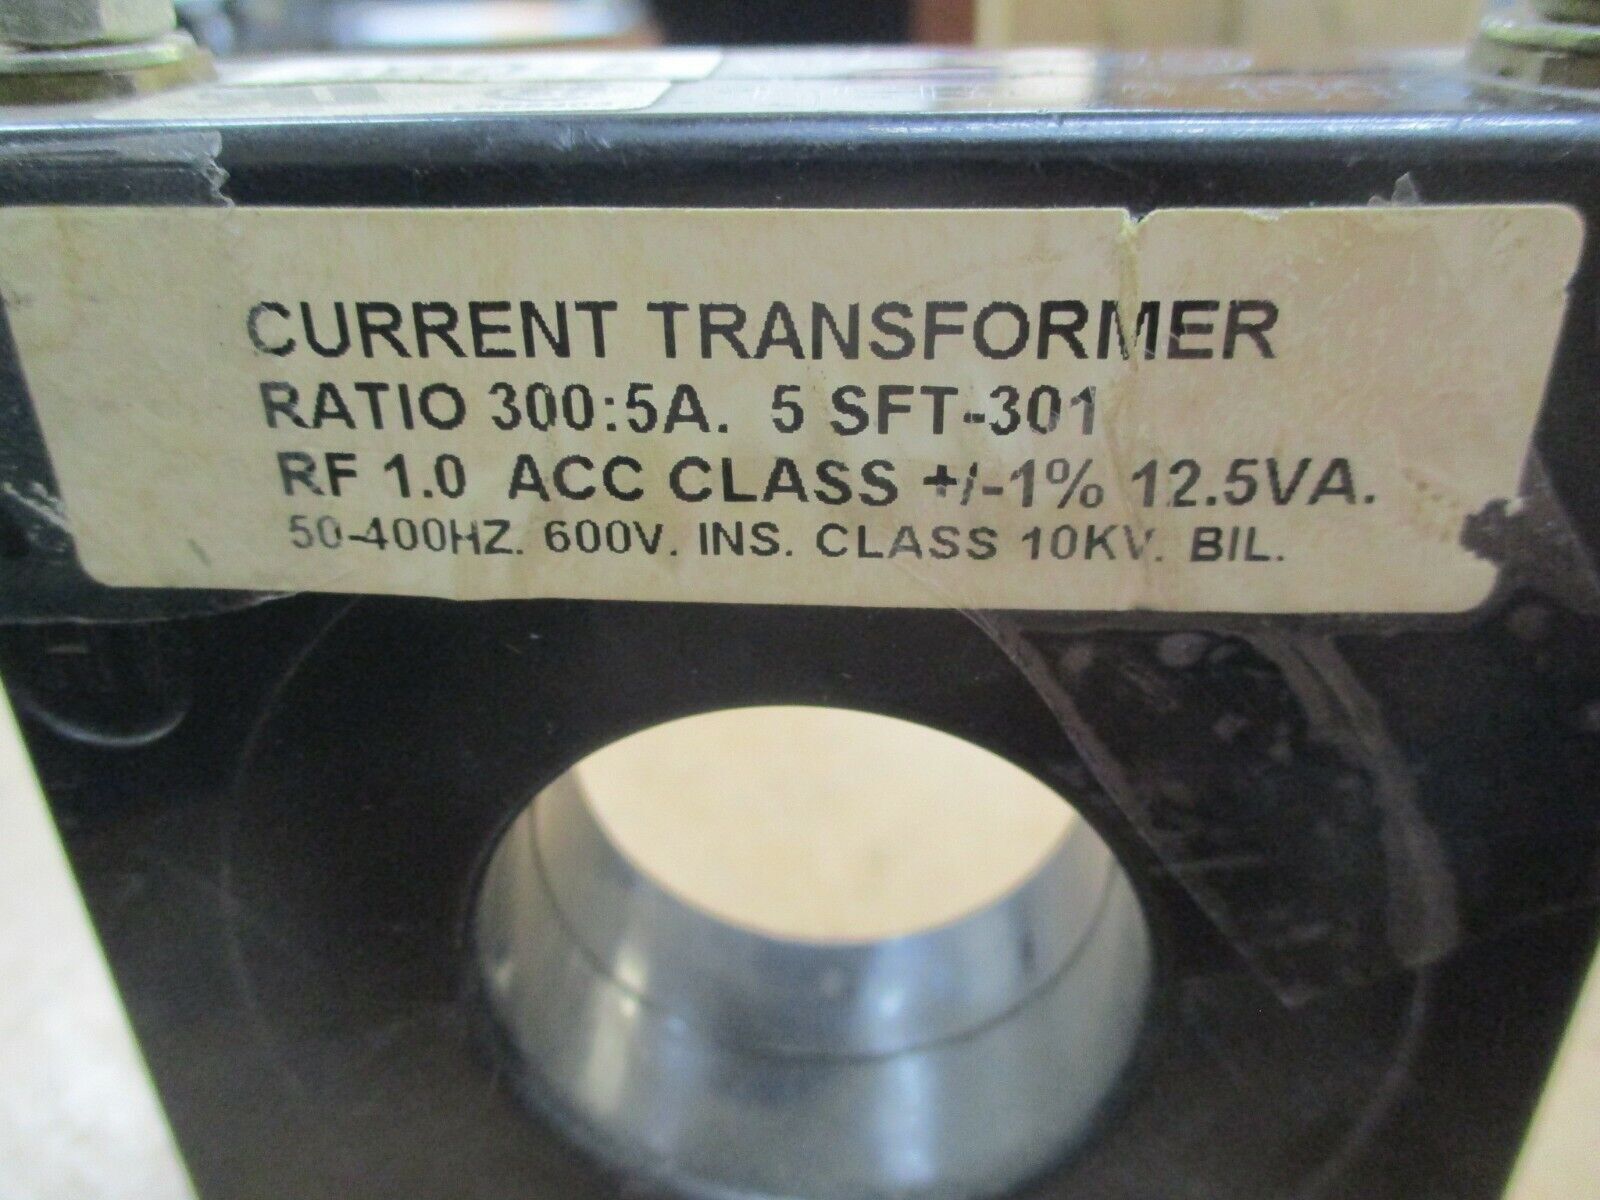 CURRENT TRANSFORMER
RATIO 300:5A. 5 SFT-301
RF 1.0 ACC CLASS +/-1% 12.5VA.
50-400HZ. 600V. INS. CLASS 10KV. BIL.